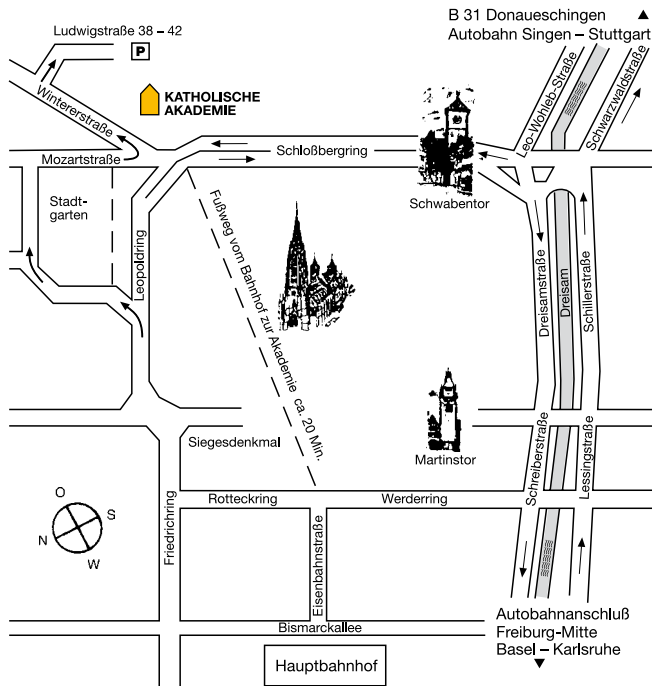 B 31 Donaueschingen
Autobahn Singen – Stuttgart
Ludwigstraße 38 – 42
P
KATHOLISCHE
AKADEMIE
Wintererstraße
Leo-Wohleb-Straße
Schwarzwaldstraße
Mozartstraße
Schloßbergring
Schwabentor
Stadt-
garten
Leopoldring
Fußweg vom Bahnhof zur Akademie ca. 20 Min.
Dreisamstraße
Dreisam
Schillerstraße
Siegesdenkmal
Martinstor
Schreiberstraße
Lessingstraße
Rotteckring
Werderring
O
S
N
W
Friedrichring
Eisenbahnstraße
Bismarckallee
Hauptbahnhof
Autobahnanschluß
Freiburg-Mitte
Basel – Karlsruhe